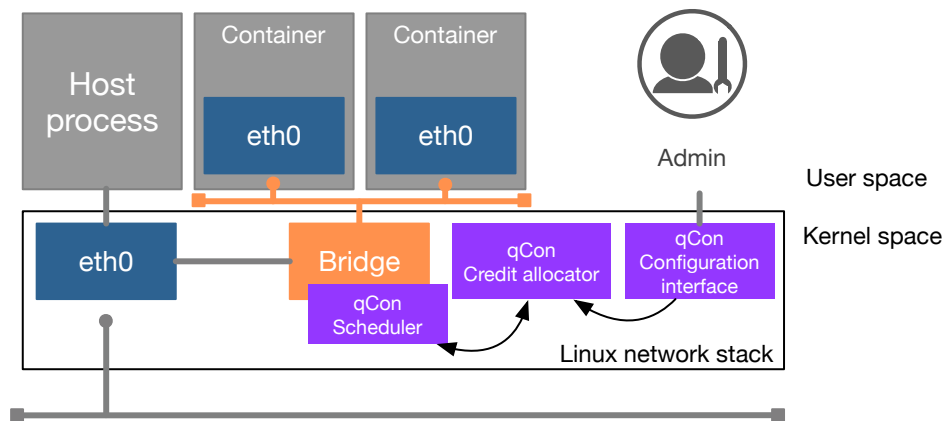 Host
process
Container
eth0
Container
eth0
Admin
User space
Kernel space
eth0
Bridge
qCon
Scheduler
qCon
Credit allocator
qCon
Configuration
interface
Linux network stack